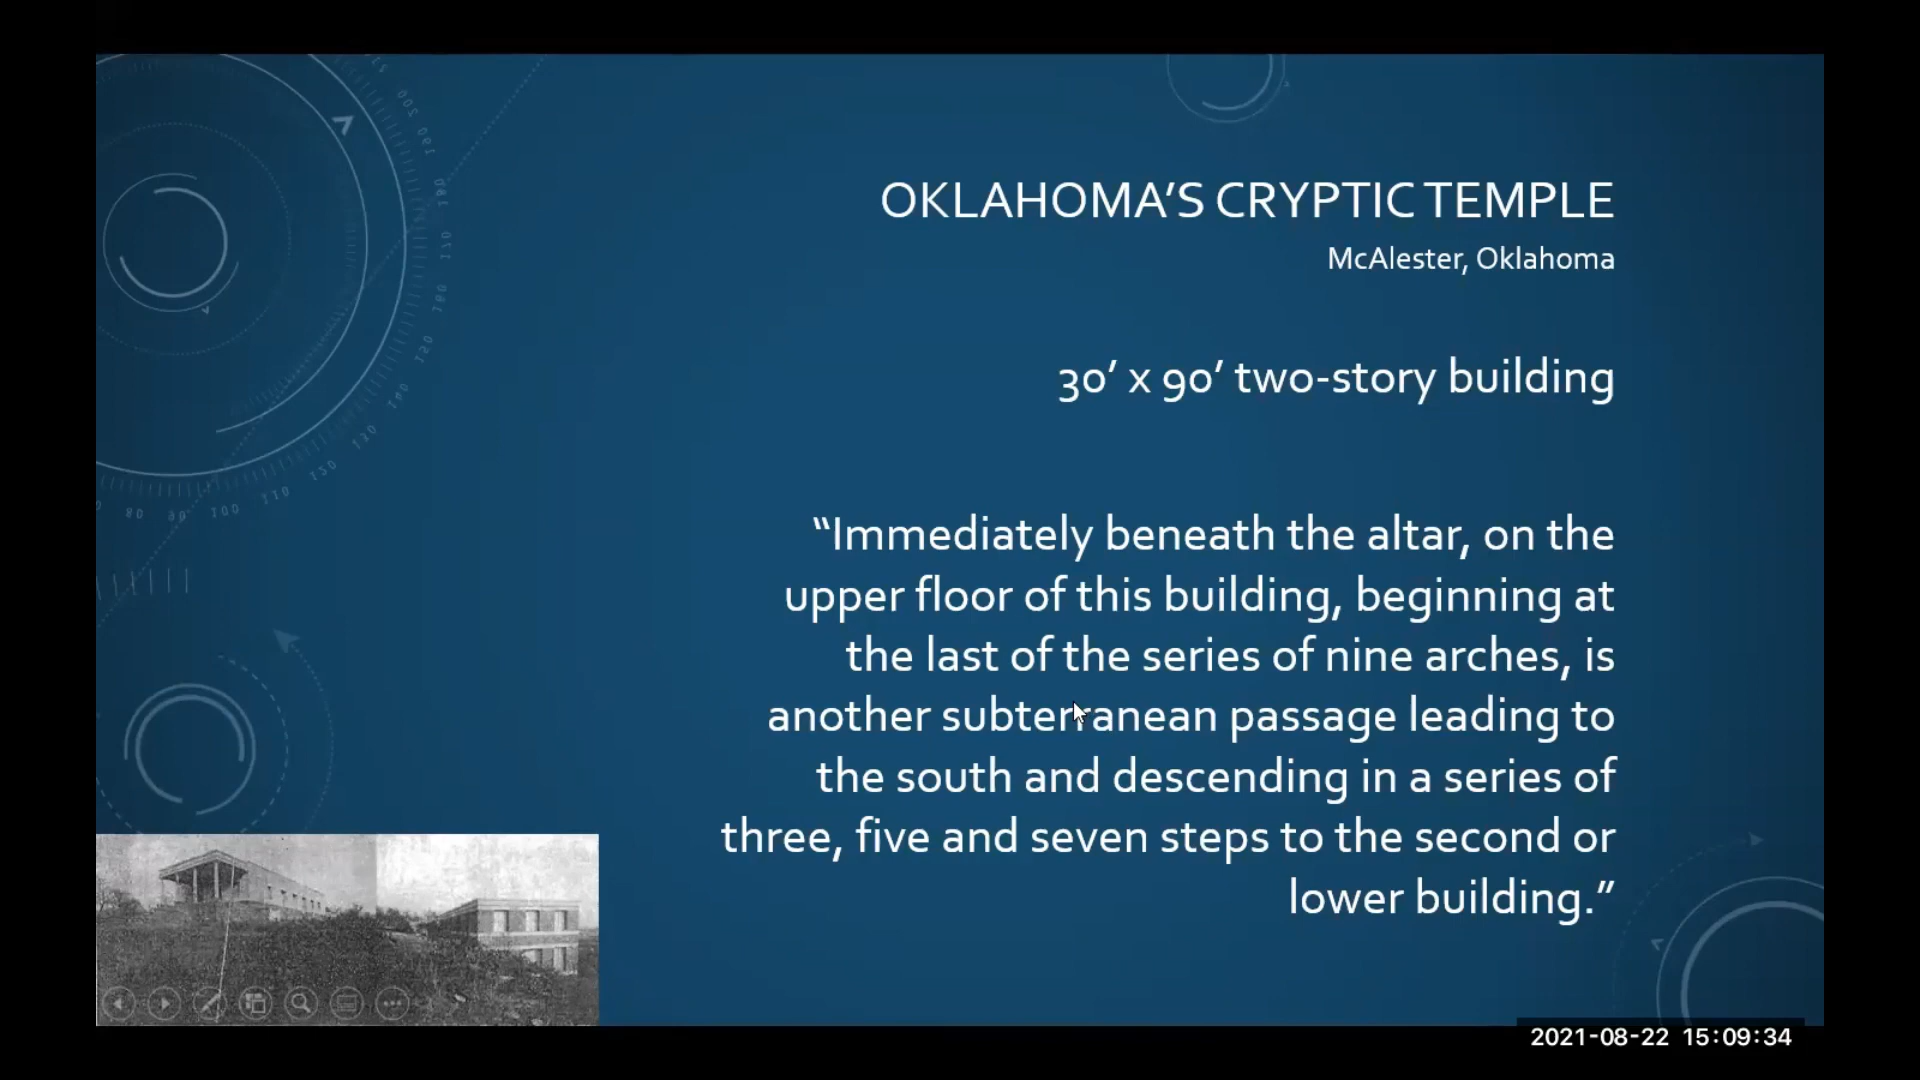 OKLAHOMA’S CRYPTIC TEMPLE
McAlester, Oklahoma
30’ x 90’ two-story building
“Immediately beneath the altar, on the
upper floor of this building, beginning at
the last of the series of nine arches, is
another subterranean passage leading to
the south and descending in a series of
three, five and seven steps to the second or
lower building.”
2021-08-22 15:09:34